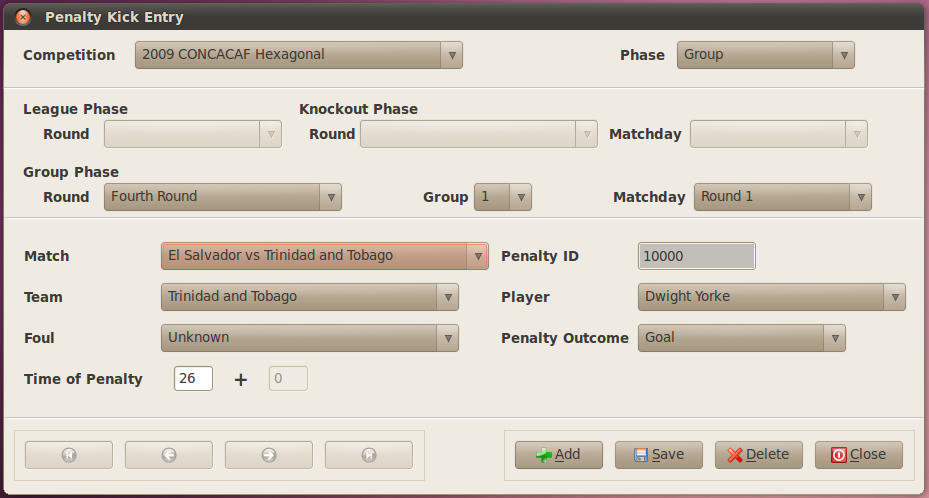 Penalty Kick Entry
Competition 2009 CONCACAF Hexagonal Phase Group
League Phase Knockout Phase
Round Round Matchday
Group Phase
Round Fourth Round Group 1 Matchday Round 1
Match El Salvador vs Trinidad and Tobago Penalty ID 10000
Team Trinidad and Tobago Player Dwight Yorke
Foul Unknown Penalty Outcome Goal
Time of Penalty 26 + 0
Add Save Delete Close